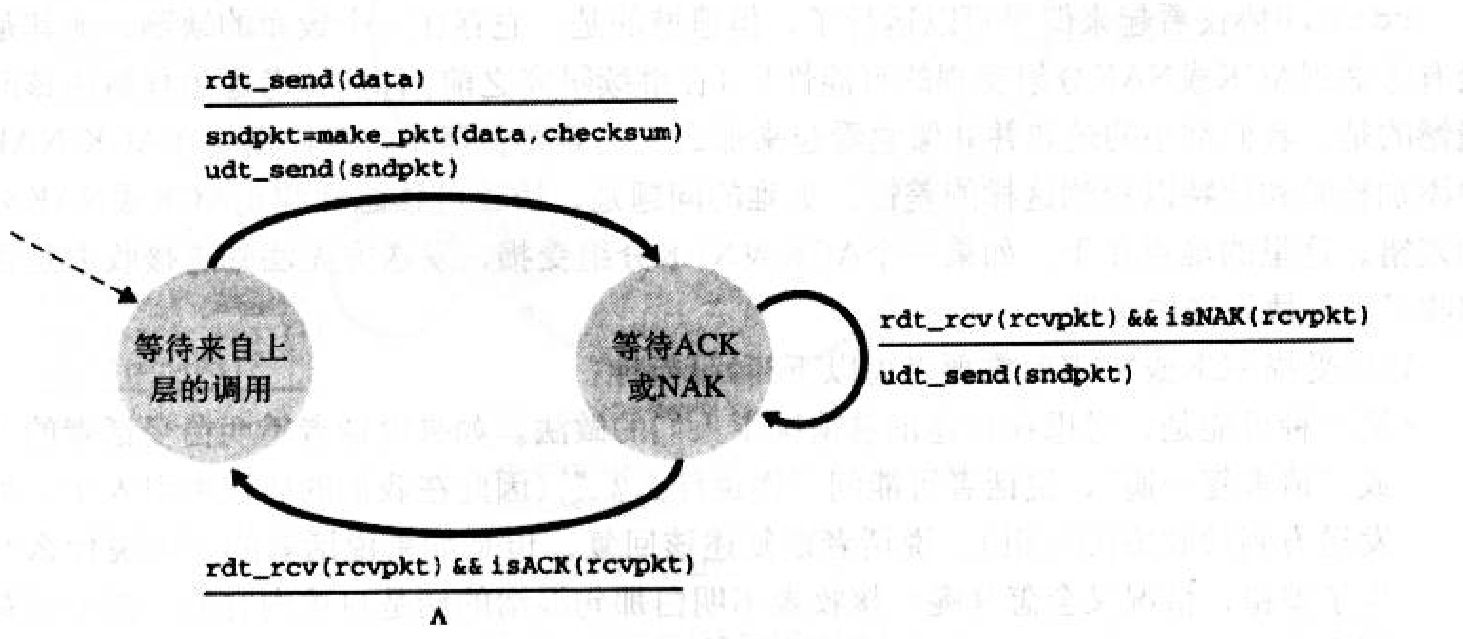 rdt_send(data)
sndpkt=make_pkt(data,checksum)
udt_send(sndpkt)
等待来自上
层的调用
等待ACK
或NAK
rdt_rcv(rcvpkt) && isNAK(rcvpkt)
udt_send(sndpkt)
rdt_rcv(rcvpkt) && isACK(rcvpkt)
Λ